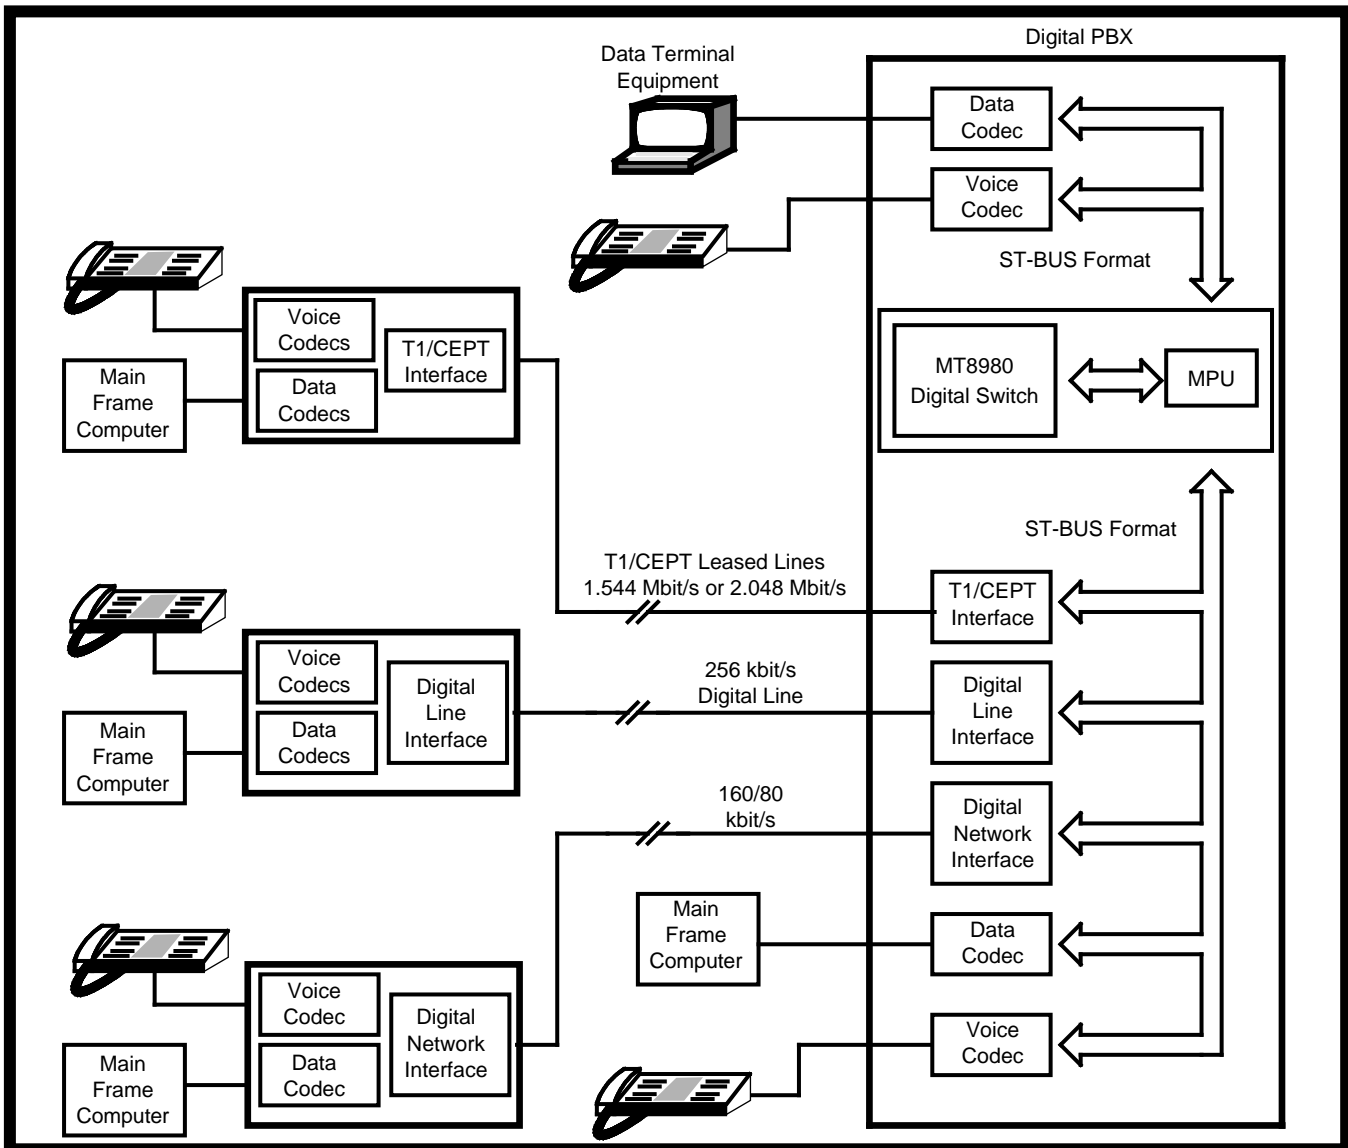 Digital PBX
Data Terminal
Equipment
Data
Codec
Voice
Codec
ST-BUS Format
Voice
Codecs
T1/CEPT
Interface
Data
Codecs
Main
Frame
Computer
MT8980
Digital Switch
MPU
ST-BUS Format
T1/CEPT Leased Lines
1.544 Mbit/s or 2.048 Mbit/s
T1/CEPT
Interface
Voice
Codecs
Digital
Line
Interface
Data
Codecs
Main
Frame
Computer
256 kbit/s
Digital Line
Digital
Line
Interface
160/80
kbit/s
Digital
Network
Interface
Main
Frame
Computer
Data
Codec
Voice
Codec
Digital
Network
Interface
Data
Codec
Main
Frame
Computer
Voice
Codec